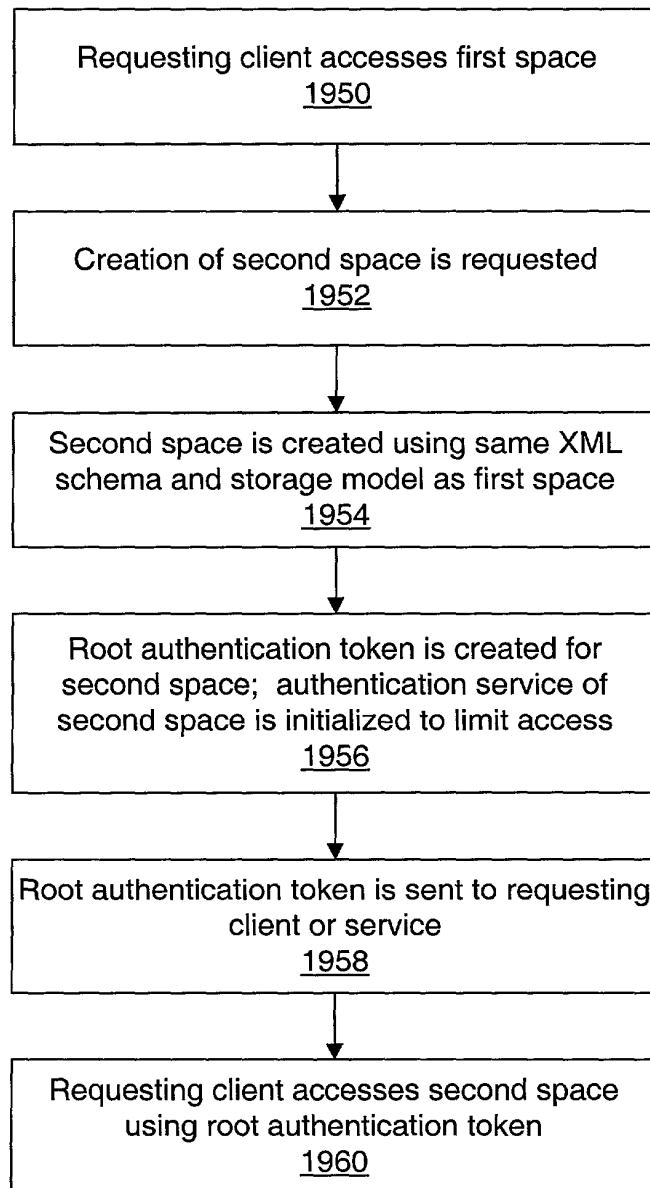 Requesting client accesses first space
1950
Creation of second space is requested
1952
Second space is created using same XML
schema and storage model as first space
1954
Root authentication token is created for
second space; authentication service of
second space is initialized to limit access
1956
Root authentication token is sent to requesting
client or service
1958
Requesting client accesses second space
using root authentication token
1960